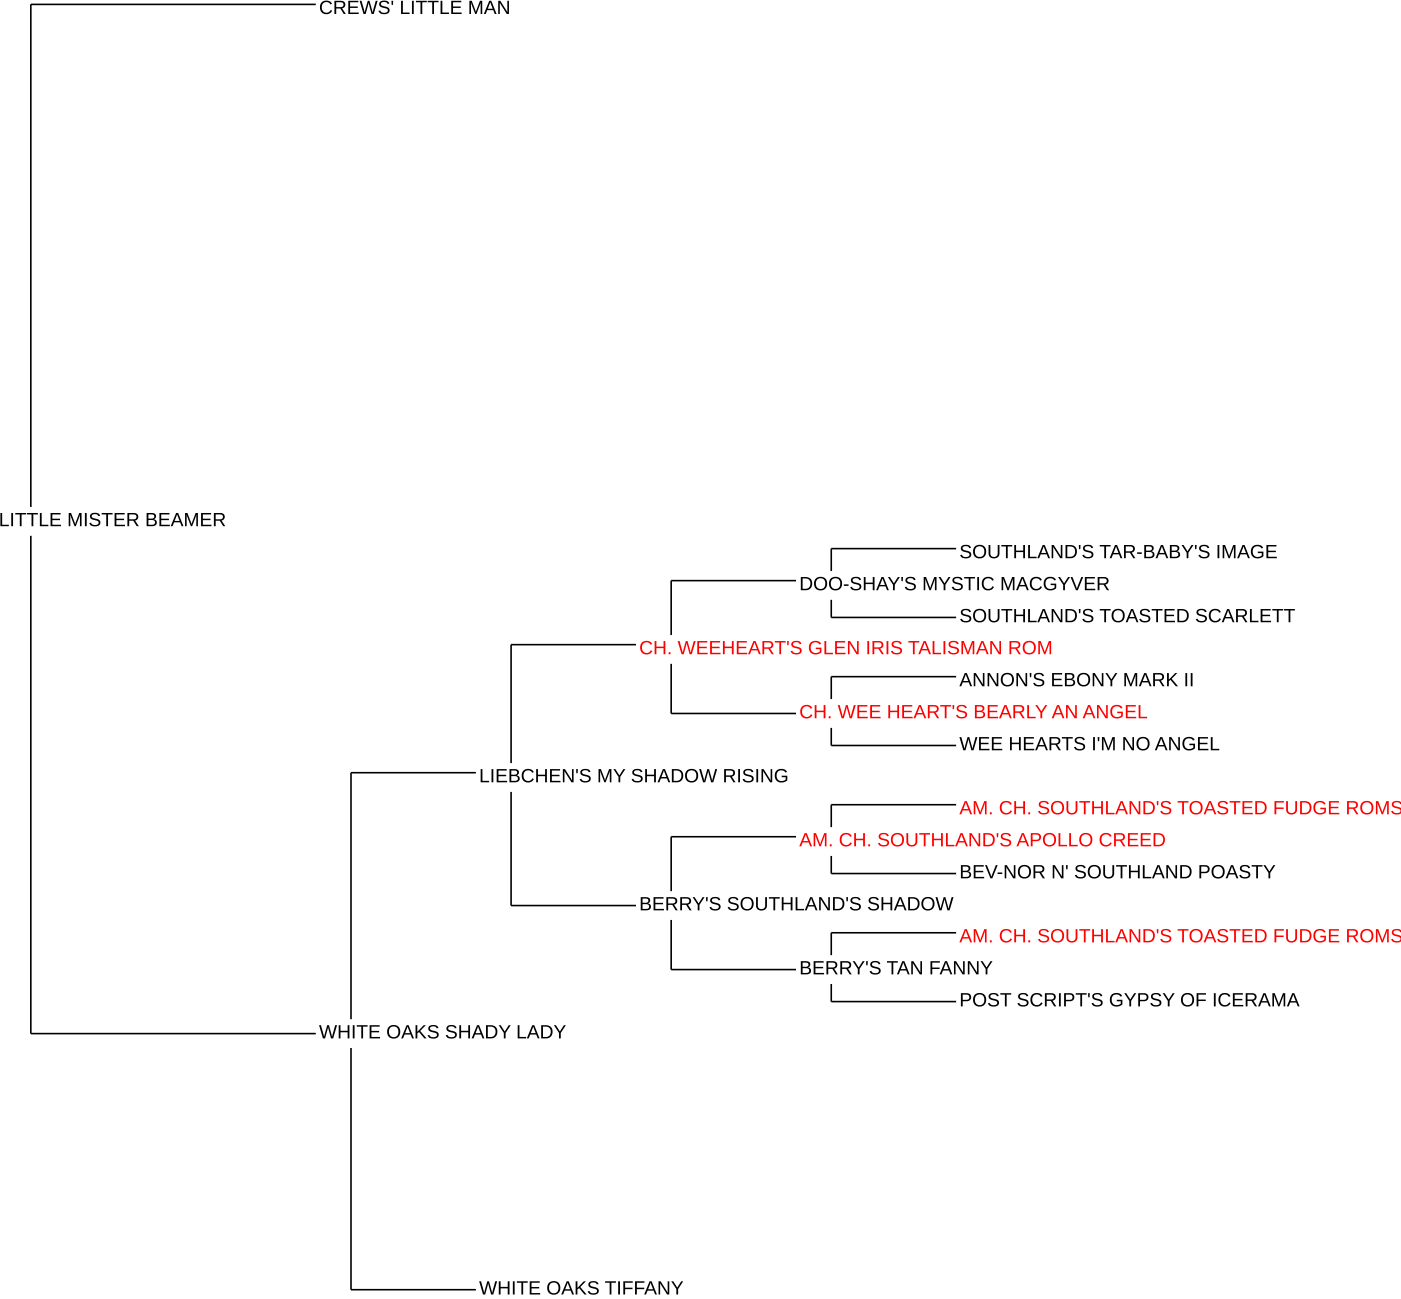 CREWS' LITTLE MAN
LITTLE MISTER BEAMER
SOUTHLAND'S TAR-BABY'S IMAGE
DOO-SHAY'S MYSTIC MACGYVER
SOUTHLAND'S TOASTED SCARLETT
CH. WEEHEART'S GLEN IRIS TALISMAN ROM
ANNON'S EBONY MARK II
CH. WEE HEART'S BEARLY AN ANGEL
WEE HEARTS I'M NO ANGEL
LIEBCHEN'S MY SHADOW RISING
AM. CH. SOUTHLAND'S TOASTED FUDGE ROMS
AM. CH. SOUTHLAND'S APOLLO CREED
BEV-NOR N' SOUTHLAND POASTY
BERRY'S SOUTHLAND'S SHADOW
AM. CH. SOUTHLAND'S TOASTED FUDGE ROMS
BERRY'S TAN FANNY
POST SCRIPT'S GYPSY OF ICERAMA
WHITE OAKS SHADY LADY
WHITE OAKS TIFFANY